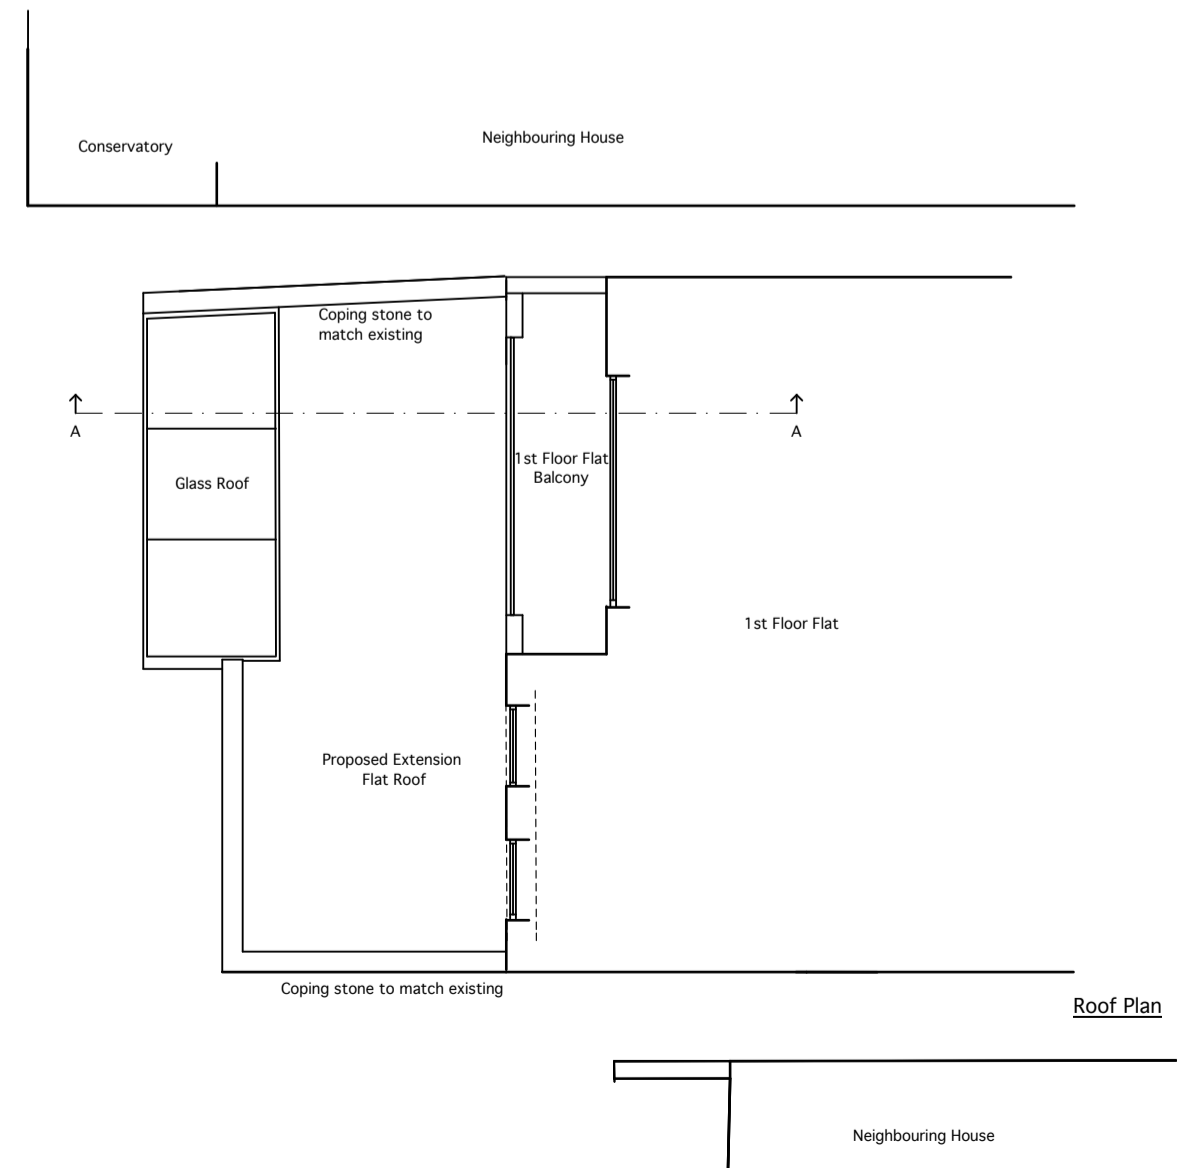 Neighbouring House
Conservatory
Coping stone to
match existing
A
A
1st Floor Flat
Balcony
Glass Roof
1st Floor Flat
Proposed Extension
Flat Roof
Coping stone to match existing
Roof Plan
Neighbouring House